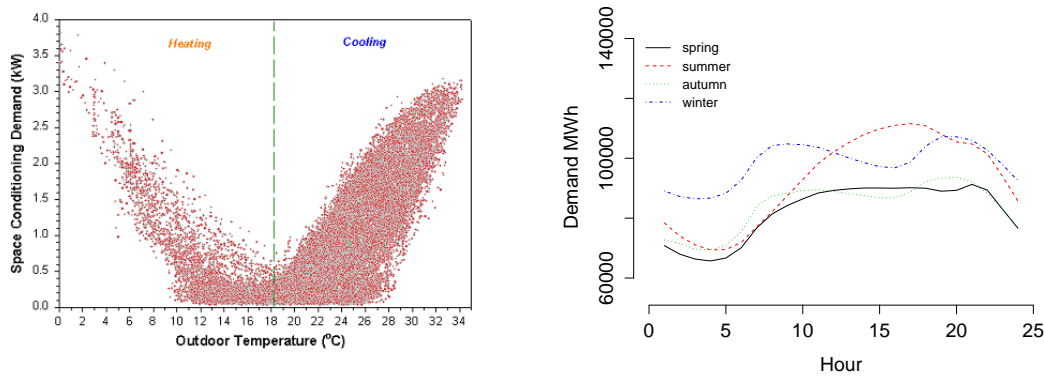 Heating
Cooling
Space Conditioning Demand (kW)
4.0
3.5
3.0
2.5
2.0
1.5
1.0
0.5
0.0
0 2 4 6 8 10 12 14 16 18 20 22 24 26 28 30 32 34
Outdoor Temperature (°C)
spring
summer
autumn
winter
Demand MWh
140000
100000
60000
0 5 10 15 20 25
Hour